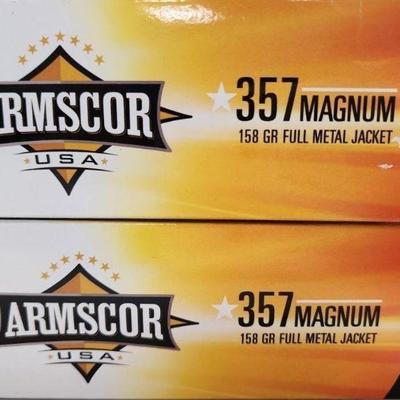 ARMSCOR
USA
357 MAGNUM
158 GR FULL METAL JACKET
ARMSCOR
USA
357 MAGNUM
158 GR FULL METAL JACKET